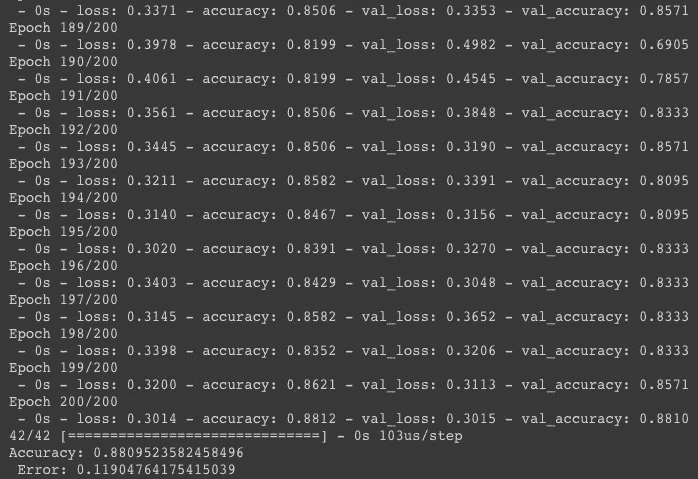 - 0s - loss: 0.3371 - accuracy: 0.8506 - val_loss: 0.3353 - val_accuracy: 0.8571
Epoch 189/200
- 0s - loss: 0.3978 - accuracy: 0.8199 - val_loss: 0.4982 - val_accuracy: 0.6905
Epoch 190/200
- 0s - loss: 0.4061 - accuracy: 0.8199 - val_loss: 0.4545 - val_accuracy: 0.7857
Epoch 191/200
- 0s - loss: 0.3561 - accuracy: 0.8506 - val_loss: 0.3848 - val_accuracy: 0.8333
Epoch 192/200
- 0s - loss: 0.3445 - accuracy: 0.8506 - val_loss: 0.3190 - val_accuracy: 0.8571
Epoch 193/200
- 0s - loss: 0.3211 - accuracy: 0.8582 - val_loss: 0.3391 - val_accuracy: 0.8095
Epoch 194/200
- 0s - loss: 0.3140 - accuracy: 0.8467 - val_loss: 0.3156 - val_accuracy: 0.8095
Epoch 195/200
- 0s - loss: 0.3020 - accuracy: 0.8391 - val_loss: 0.3270 - val_accuracy: 0.8333
Epoch 196/200
- 0s - loss: 0.3403 - accuracy: 0.8429 - val_loss: 0.3048 - val_accuracy: 0.8333
Epoch 197/200
- 0s - loss: 0.3145 - accuracy: 0.8582 - val_loss: 0.3652 - val_accuracy: 0.8333
Epoch 198/200
- 0s - loss: 0.3398 - accuracy: 0.8352 - val_loss: 0.3206 - val_accuracy: 0.8333
Epoch 199/200
- 0s - loss: 0.3200 - accuracy: 0.8621 - val_loss: 0.3113 - val_accuracy: 0.8571
Epoch 200/200
- 0s - loss: 0.3014 - accuracy: 0.8812 - val_loss: 0.3015 - val_accuracy: 0.8810
42/42 [==============================] - 0s 103us/step
Accuracy: 0.8809523582458496
Error: 0.11904764175415039